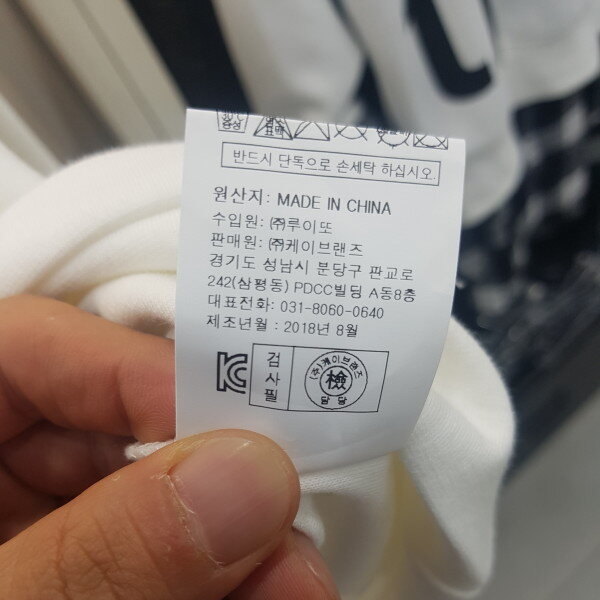 반드시 단독으로 손세탁 하십시오.
원산지: MADE IN CHINA
수입원: ㈜루이또
판매원: ㈜케이브랜즈
경기도 성남시 분당구 판교로
242(삼평동) PDCC빌딩 A동8층
대표전화: 031-8060-0640
제조년월 : 2018년 8월
검사필
(주)케이브랜즈
檢
담당